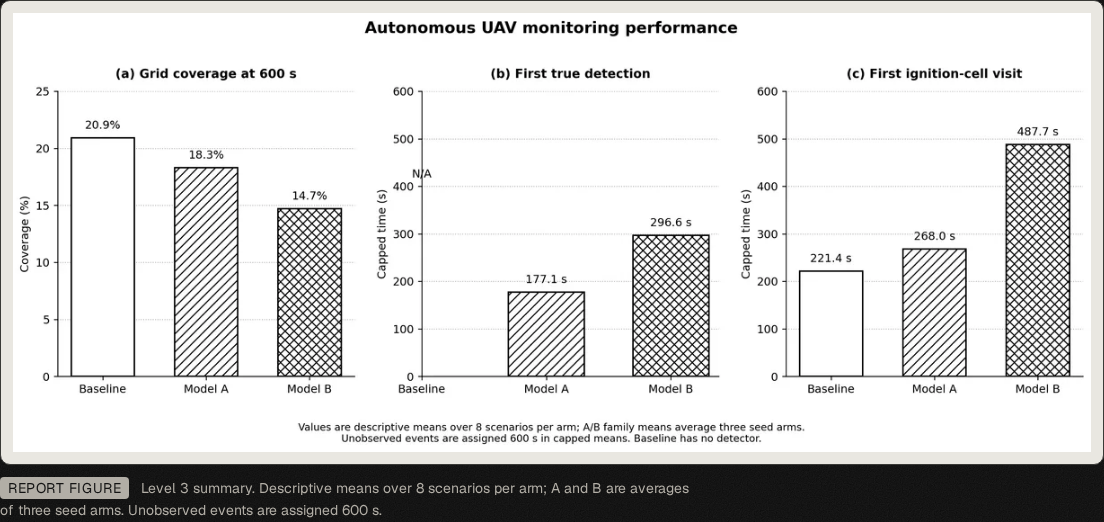 Autonomous UAV monitoring performance
(a) Grid coverage at 600 s
25
20
15
10
5
0
Coverage (%)
20.9%
18.3%
14.7%
Baseline
Model A
Model B
(b) First true detection
600
500
400
300
200
100
0
Capped time (s)
N/A
177.1 s
296.6 s
Baseline
Model A
Model B
(c) First ignition-cell visit
600
500
400
300
200
100
0
Capped time (s)
221.4 s
268.0 s
487.7 s
Baseline
Model A
Model B
Values are descriptive means over 8 scenarios per arm; A/B family means average three seed arms.
Unobserved events are assigned 600 s in capped means. Baseline has no detector.
REPORT FIGURE Level 3 summary. Descriptive means over 8 scenarios per arm; A and B are averages
of three seed arms. Unobserved events are assigned 600 s.